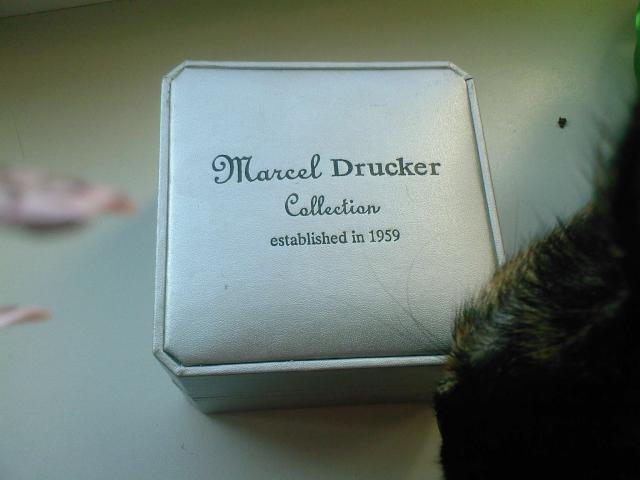 Marcel Drucker
Collection
established in 1959